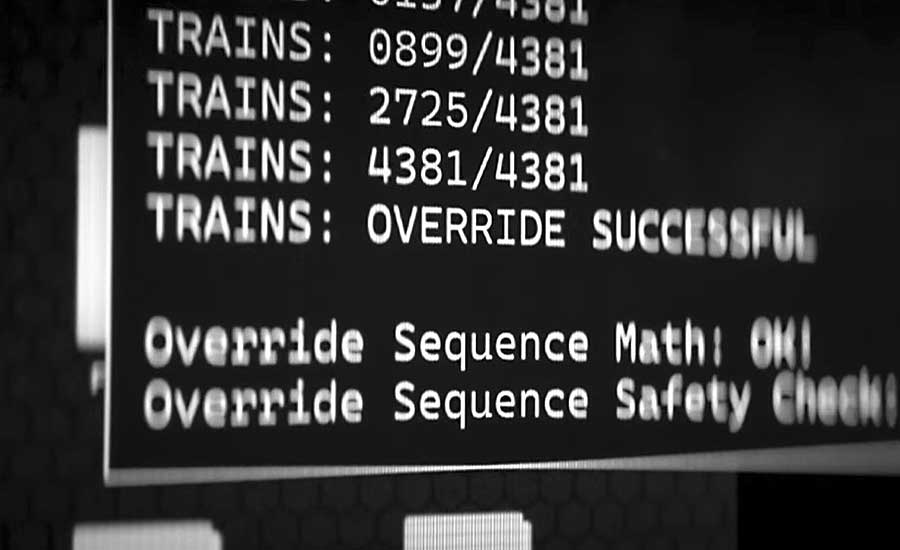 TRAINS: 0899/4381
TRAINS: 2725/4381
TRAINS: 4381/4381
TRAINS: OVERRIDE SUCCESSFUL
Override Sequence Math: OK!
Override Sequence Safety Check: